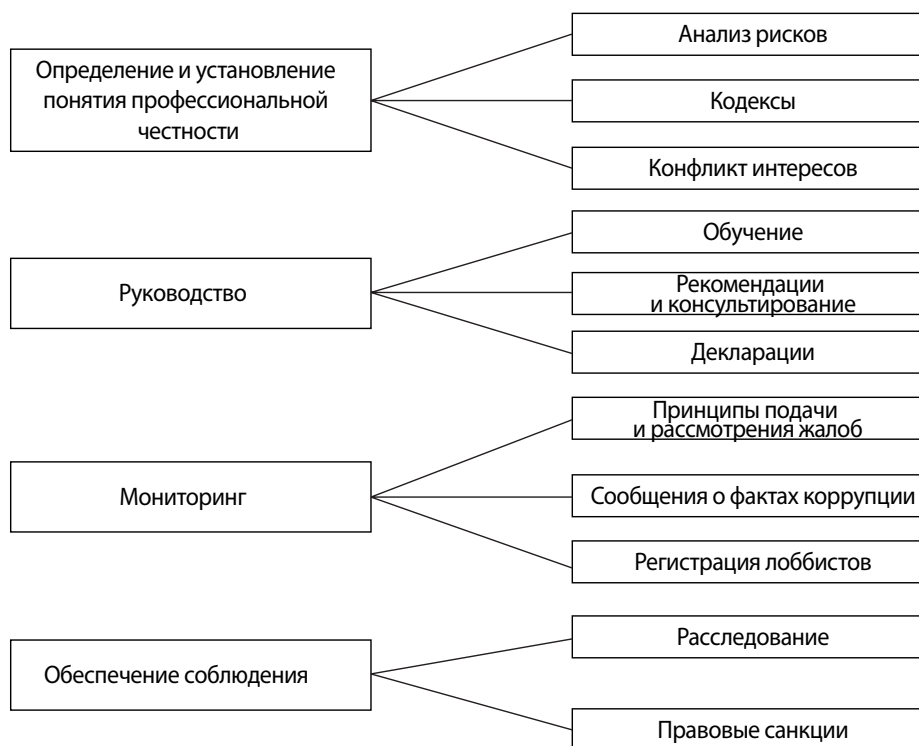 Определение и установление
понятия профессиональной
честности
Анализ рисков
Кодексы
Конфликт интересов
Руководство
Обучение
Рекомендации
и консультирование
Декларации
Мониторинг
Принципы подачи
и рассмотрения жалоб
Сообщения о фактах коррупции
Регистрация лоббистов
Обеспечение соблюдения
Расследование
Правовые санкции